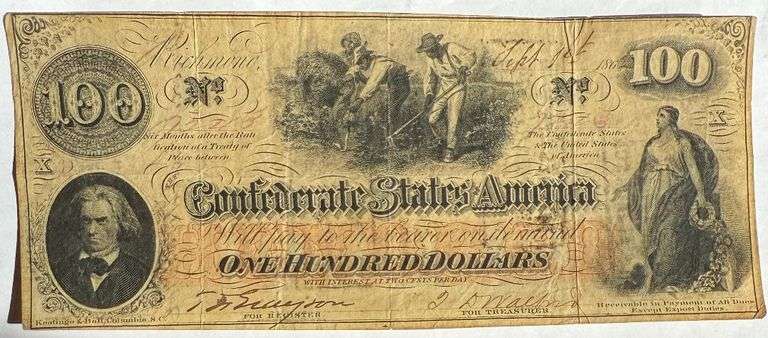 Richmond, Sept 186
100
100
No
No
Six Months after the Rati
fication of a Treaty of
Peace between
The Confederate States
& The United States
of America
X
X
X
X
Confederate States of America
Will pay to the bearer on demand
ONE HUNDRED DOLLARS
WITH INTEREST AT TWO CENTS PER DAY
FOR REGISTER
FOR TREASURER
Keatinge & Ball, Columbia, S.C.
Receivable in Payment of All Dues
Except Export Duties